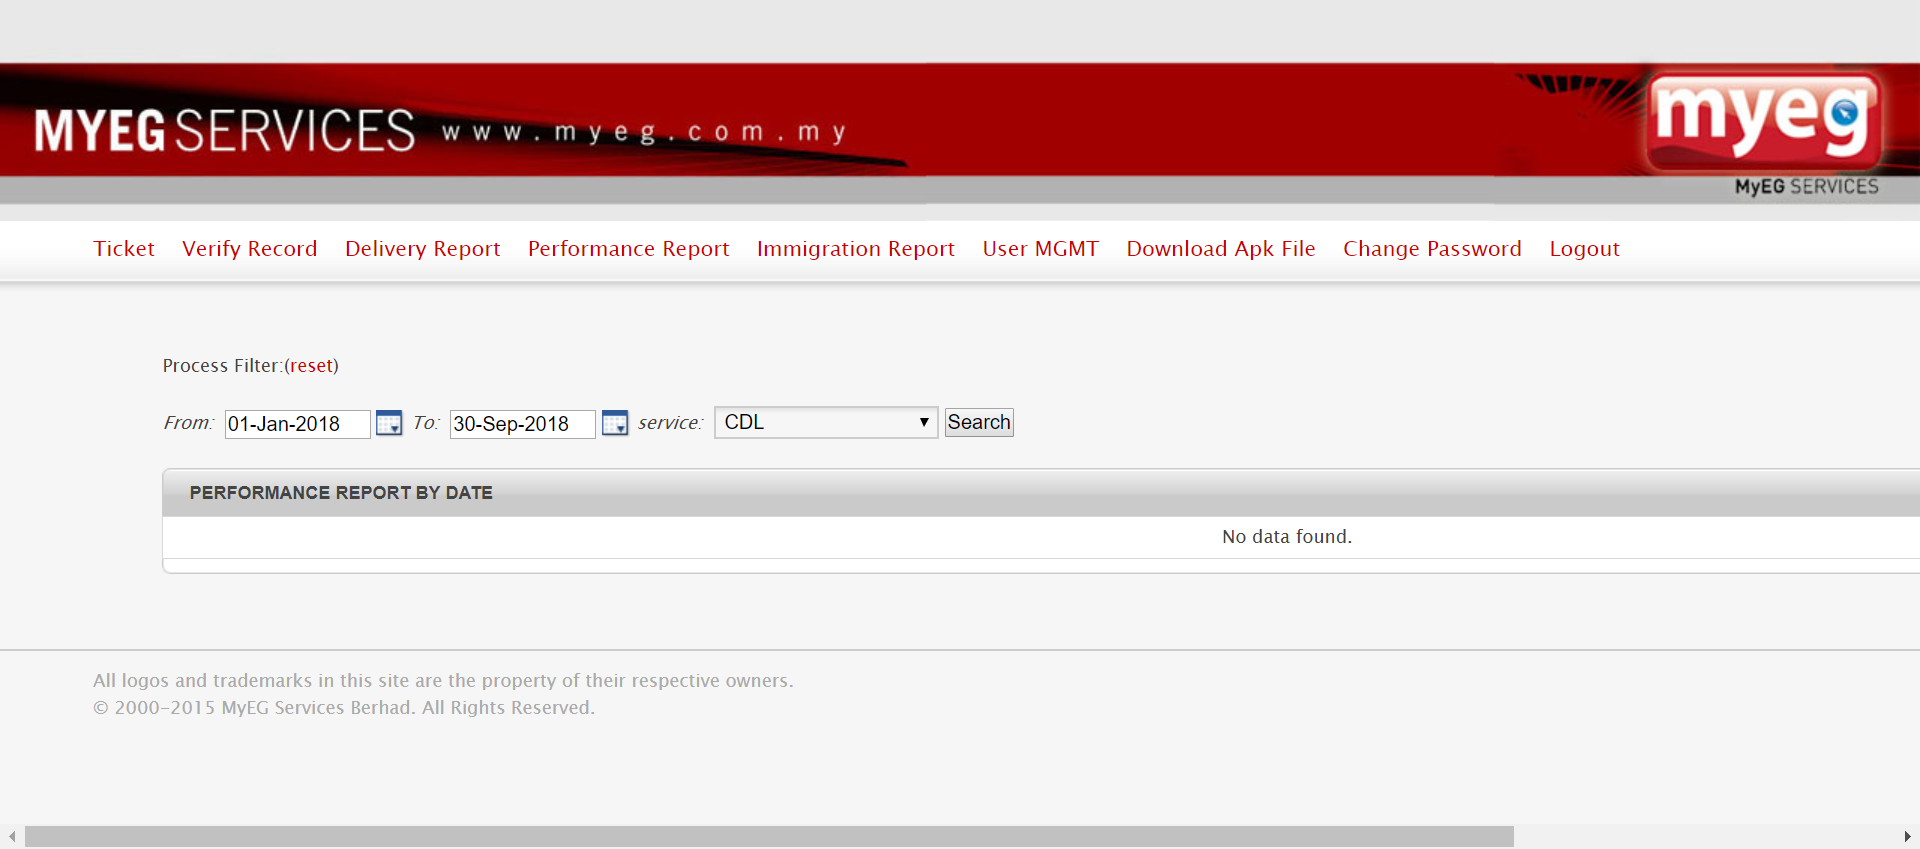 MYEG SERVICES www.myeg.com.my
myeg
MyEG SERVICES
Ticket Verify Record Delivery Report Performance Report Immigration Report User MGMT Download Apk File Change Password Logout
Process Filter:(reset)
From: 01-Jan-2018 To: 30-Sep-2018 service: CDL Search
PERFORMANCE REPORT BY DATE
No data found.
All logos and trademarks in this site are the property of their respective owners.
© 2000-2015 MyEG Services Berhad. All Rights Reserved.